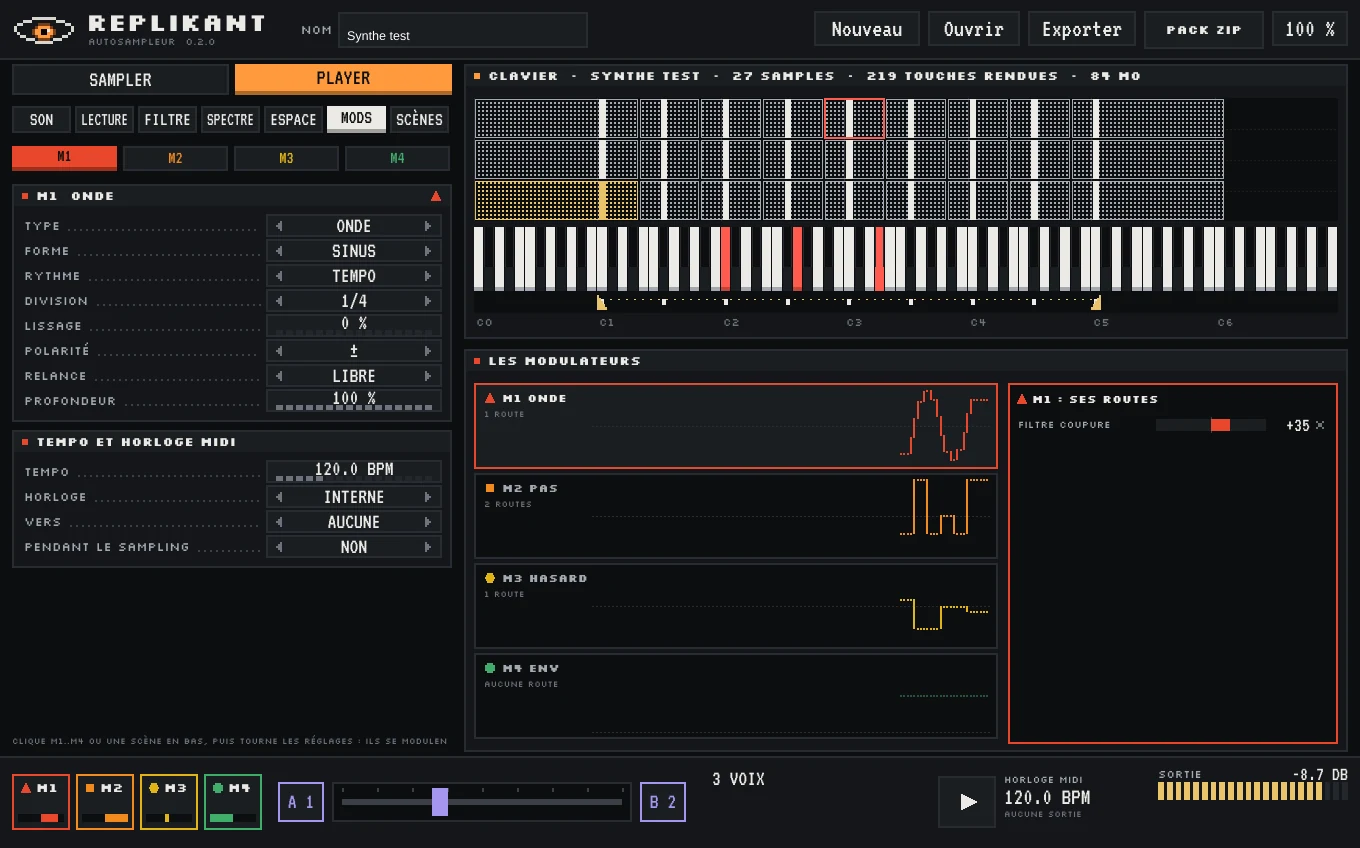 REPLIKANT
AUTOSAMPLEUR 0.2.0
NOM Synthe test
Nouveau Ouvrir Exporter PACK ZIP 100 %
SAMPLER PLAYER
SON LECTURE FILTRE SPECTRE ESPACE MODS SCÈNES
M1 M2 M3 M4
M1 ONDE
TYPE ONDE
FORME SINUS
RYTHME TEMPO
DIVISION 1/4
LISSAGE 0 %
POLARITÉ ±
RELANCE LIBRE
PROFONDEUR 100 %
TEMPO ET HORLOGE MIDI
TEMPO 120.0 BPM
HORLOGE INTERNE
VERS AUCUNE
PENDANT LE SAMPLING NON
CLIQUE M1..M4 OU UNE SCÈNE EN BAS, PUIS TOURNE LES RÉGLAGES : ILS SE MODULEN
CLAVIER - SYNTHE TEST - 27 SAMPLES - 219 TOUCHES RENDUES - 84 MO
C0 C1 C2 C3 C4 C5 C6
LES MODULATEURS
M1 ONDE
1 ROUTE
M2 PAS
2 ROUTES
M3 HASARD
1 ROUTE
M4 ENV
AUCUNE ROUTE
M1 : SES ROUTES
FILTRE COUPURE +35 ×
M1 M2 M3 M4
A 1 B 2
3 VOIX
HORLOGE MIDI
120.0 BPM
AUCUNE SORTIE
SORTIE -8.7 DB